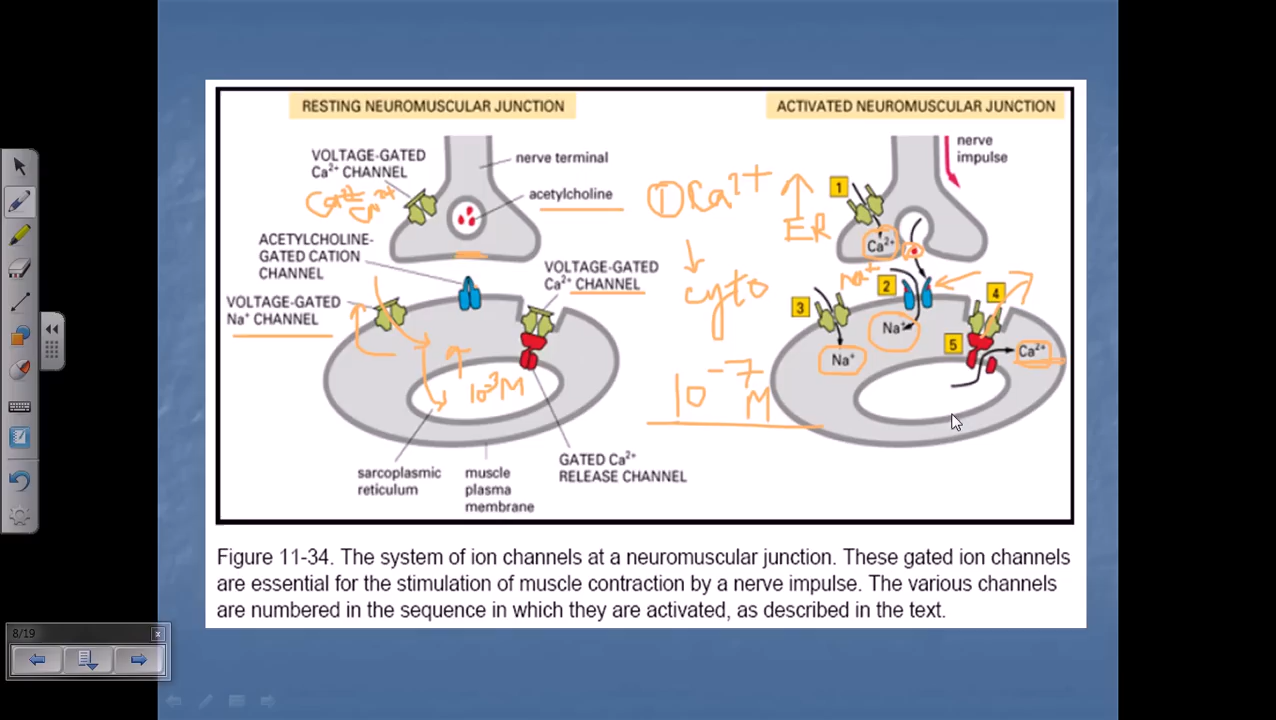 RESTING NEUROMUSCULAR JUNCTION
VOLTAGE-GATED
Ca²⁺ CHANNEL
Ca²⁺ Ca²⁺
nerve terminal
acetylcholine
ACETYLCHOLINE-
GATED CATION
CHANNEL
VOLTAGE-GATED
Ca²⁺ CHANNEL
VOLTAGE-GATED
Na⁺ CHANNEL
10⁻³M
sarcoplasmic
reticulum
muscle
plasma
membrane
GATED Ca²⁺
RELEASE CHANNEL
① Ca²⁺ ↑
ER
↓
cyto
10⁻⁷
M
ACTIVATED NEUROMUSCULAR JUNCTION
nerve
impulse
1
Ca²⁺
Na⁺
2
3
4
Na⁺
5
Na⁺
Ca²⁺
Figure 11-34. The system of ion channels at a neuromuscular junction. These gated ion channels
are essential for the stimulation of muscle contraction by a nerve impulse. The various channels
are numbered in the sequence in which they are activated, as described in the text.
8/19